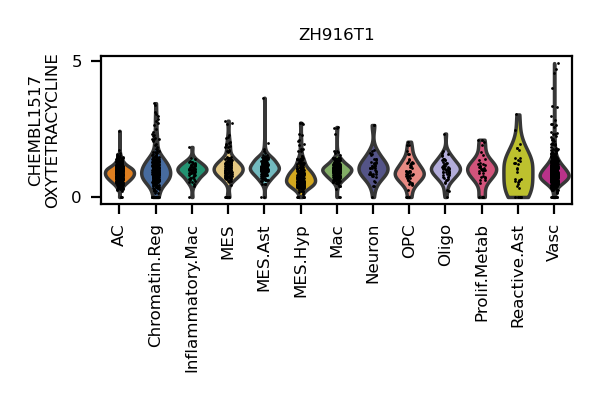 ZH916T1
CHEMBL1517
OXYTETRACYCLINE
5
0
AC
Chromatin.Reg
Inflammatory.Mac
MES
MES.Ast
MES.Hyp
Mac
Neuron
OPC
Oligo
Prolif.Metab
Reactive.Ast
Vasc